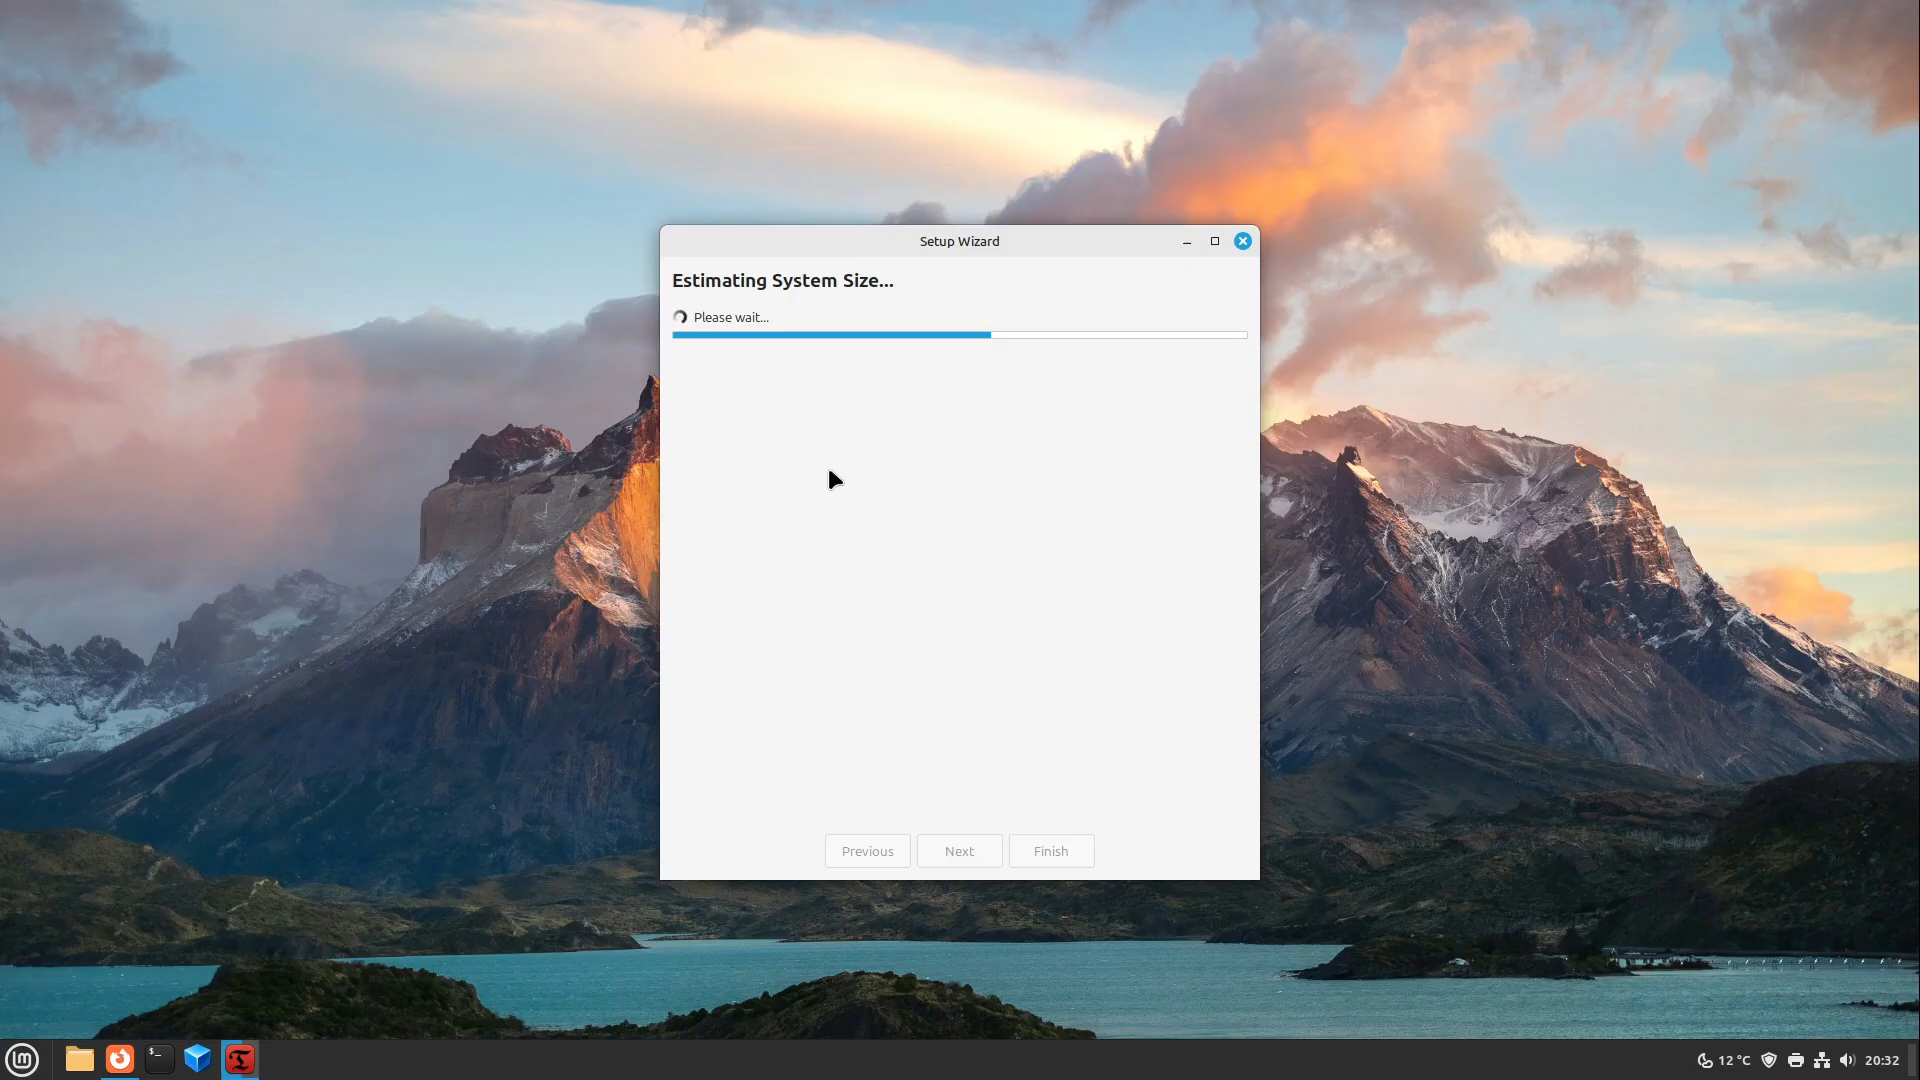 Setup Wizard
Estimating System Size...
Please wait...
Previous Next Finish
12 °C 20:32